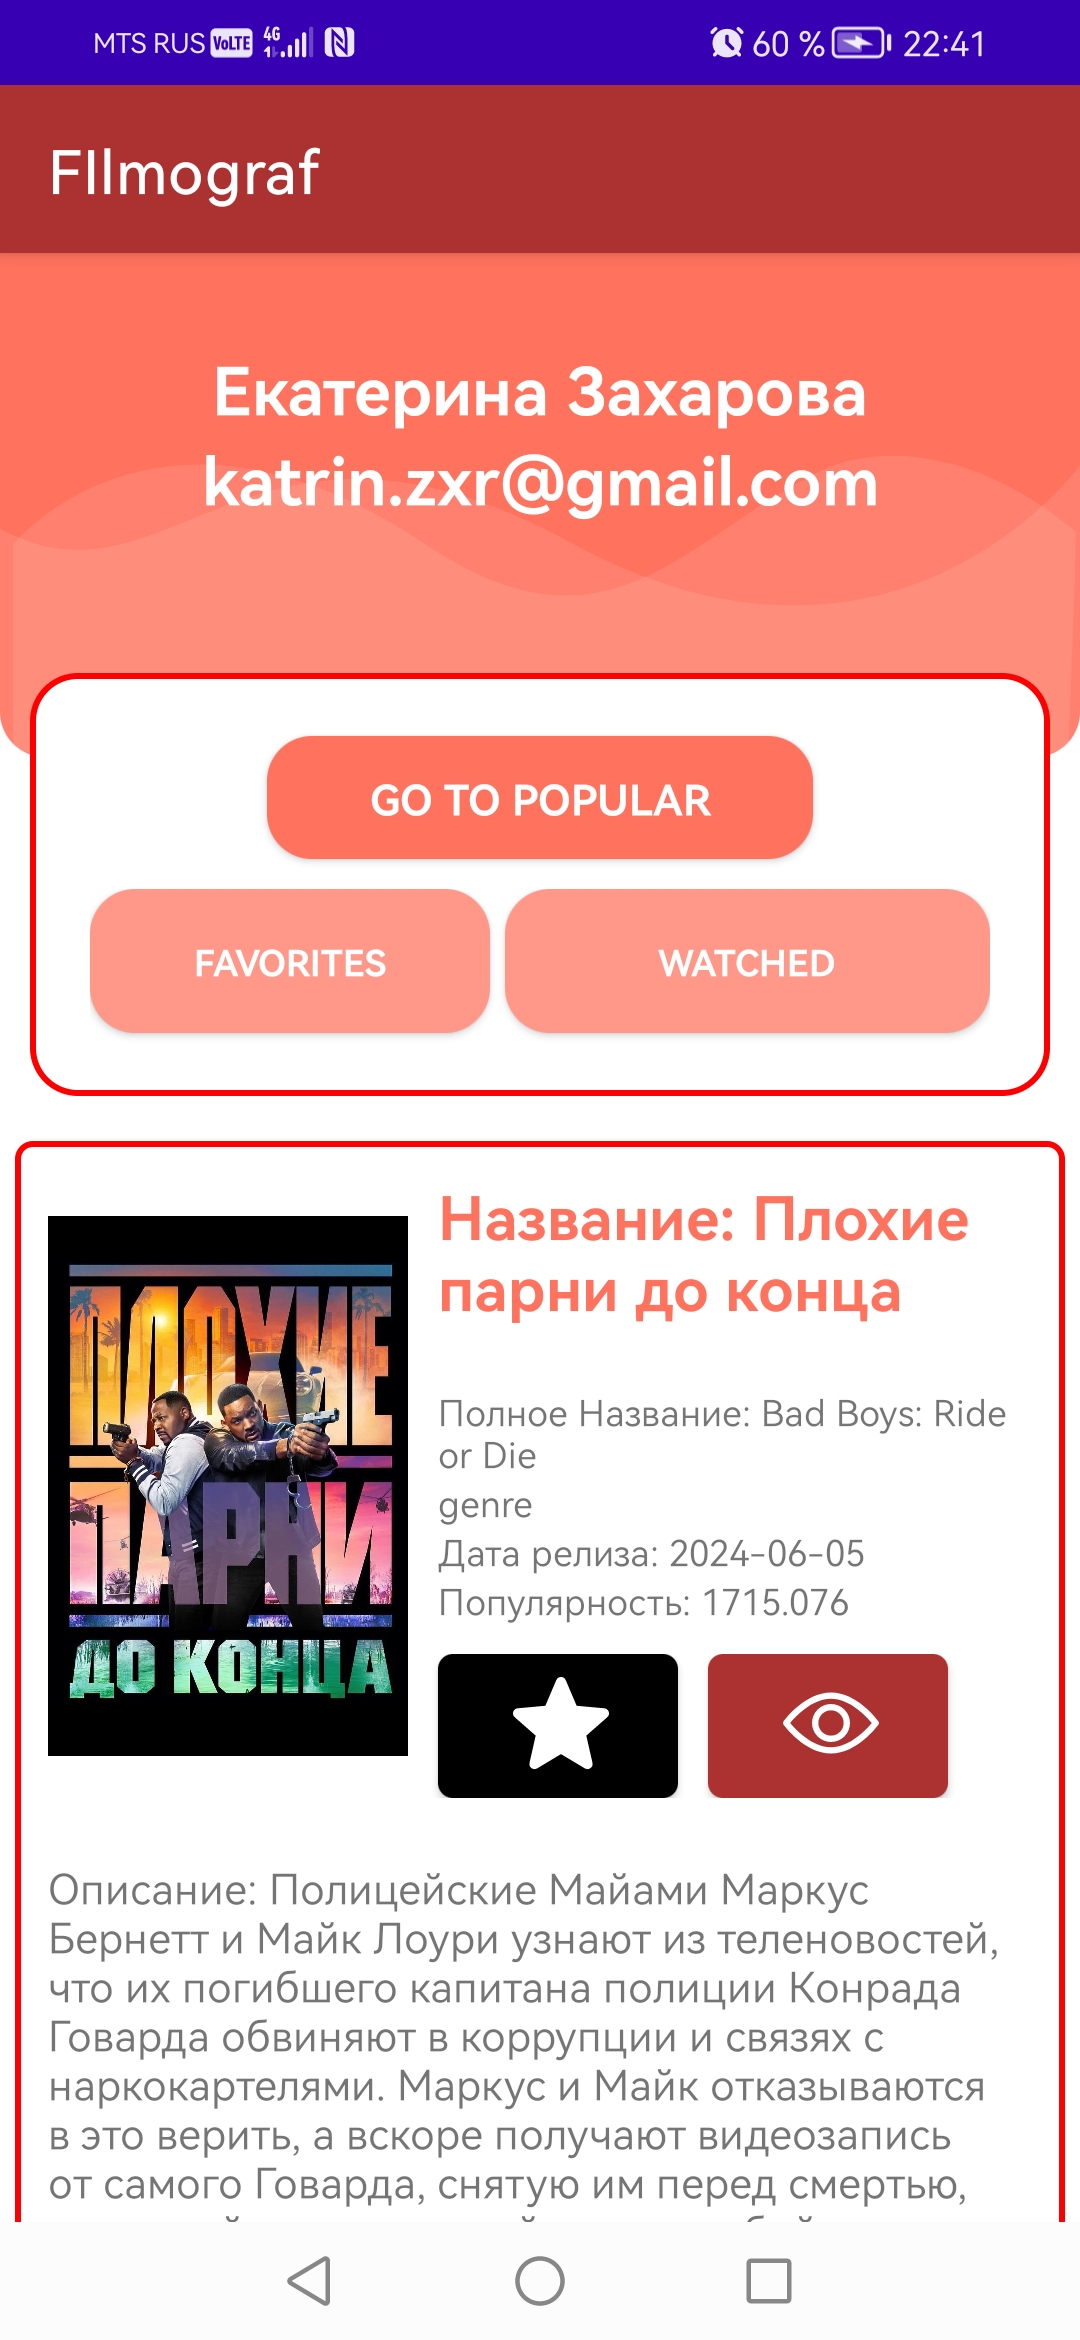 MTS RUS VoLTE 4G 60 % 22:41
FIlmograf
Екатерина Захарова
katrin.zxr@gmail.com
GO TO POPULAR
FAVORITES WATCHED
Название: Плохие
парни до конца
ПЛОХИЕ
ПАРНИ
ДО КОНЦА
Полное Название: Bad Boys: Ride
or Die
genre
Дата релиза: 2024-06-05
Популярность: 1715.076
Описание: Полицейские Майами Маркус
Бернетт и Майк Лоури узнают из теленовостей,
что их погибшего капитана полиции Конрада
Говарда обвиняют в коррупции и связях с
наркокартелями. Маркус и Майк отказываются
в это верить, а вскоре получают видеозапись
от самого Говарда, снятую им перед смертью,